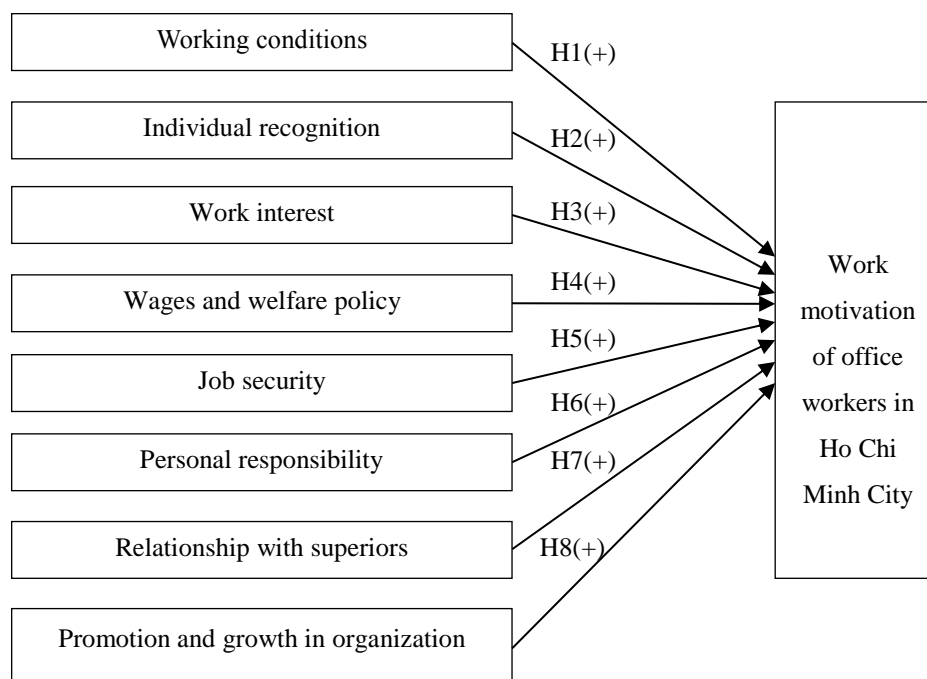 Working conditions
H1(+)
Individual recognition
H2(+)
Work interest
H3(+)
Wages and welfare policy
H4(+)
Job security
H5(+)
Personal responsibility
H6(+)
Relationship with superiors
H7(+)
Promotion and growth in organization
H8(+)
Work
motivation
of office
workers in
Ho Chi
Minh City